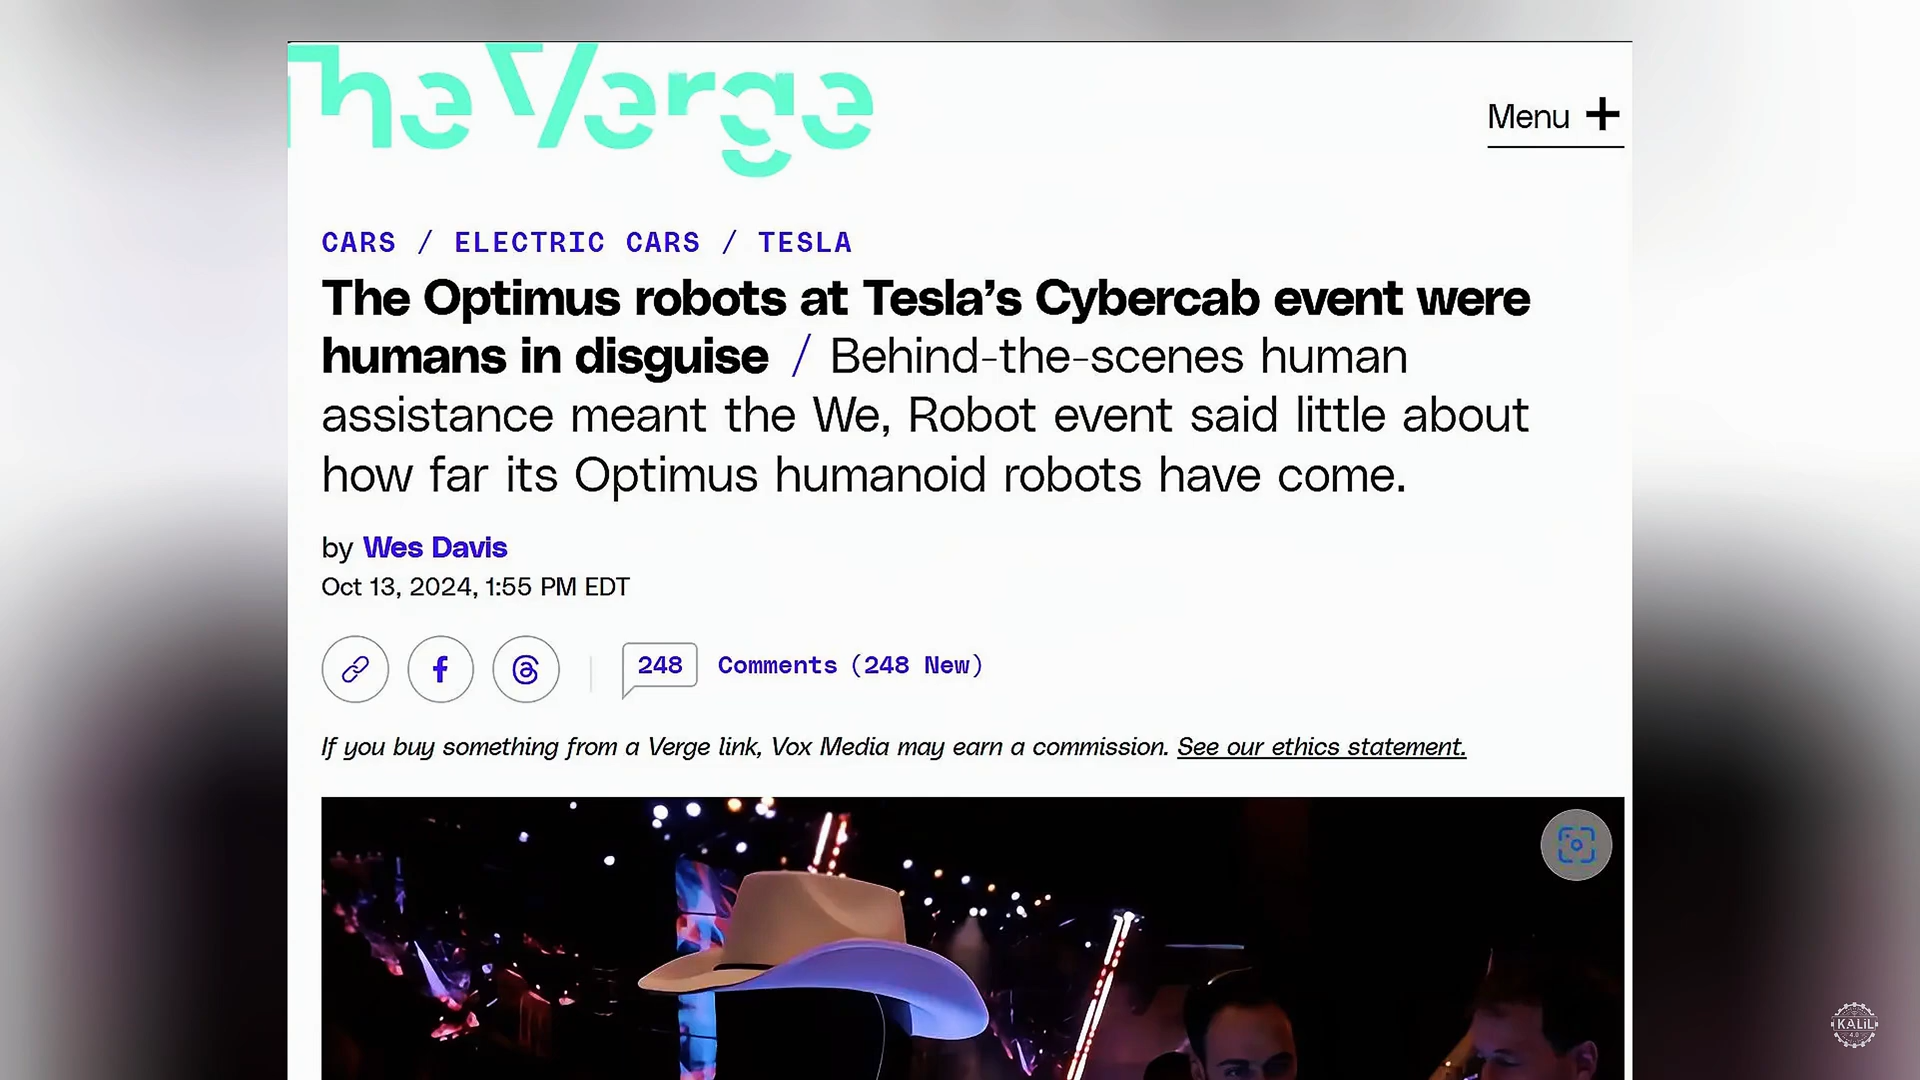 The Verge
Menu +
CARS / ELECTRIC CARS / TESLA
The Optimus robots at Tesla’s Cybercab event were
humans in disguise / Behind-the-scenes human
assistance meant the We, Robot event said little about
how far its Optimus humanoid robots have come.
by Wes Davis
Oct 13, 2024, 1:55 PM EDT
248 Comments (248 New)
If you buy something from a Verge link, Vox Media may earn a commission. See our ethics statement.
KALIL
4.0